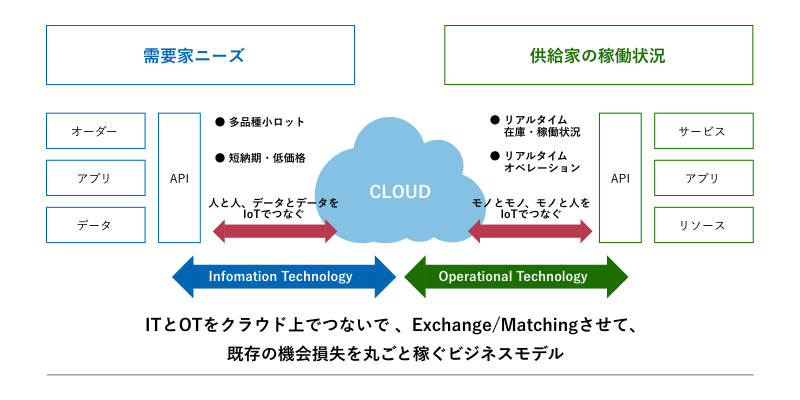 需要家ニーズ
供給家の稼働状況
オーダー
アプリ
データ
API
● 多品種小ロット
● 短納期・低価格
人と人、データとデータを
IoTでつなぐ
CLOUD
● リアルタイム
在庫・稼働状況
● リアルタイム
オペレーション
モノとモノ、モノと人を
IoTでつなぐ
API
サービス
アプリ
リソース
Infomation Technology
Operational Technology
ITとOTをクラウド上でつないで 、Exchange/Matchingさせて、
既存の機会損失を丸ごと稼ぐビジネスモデル